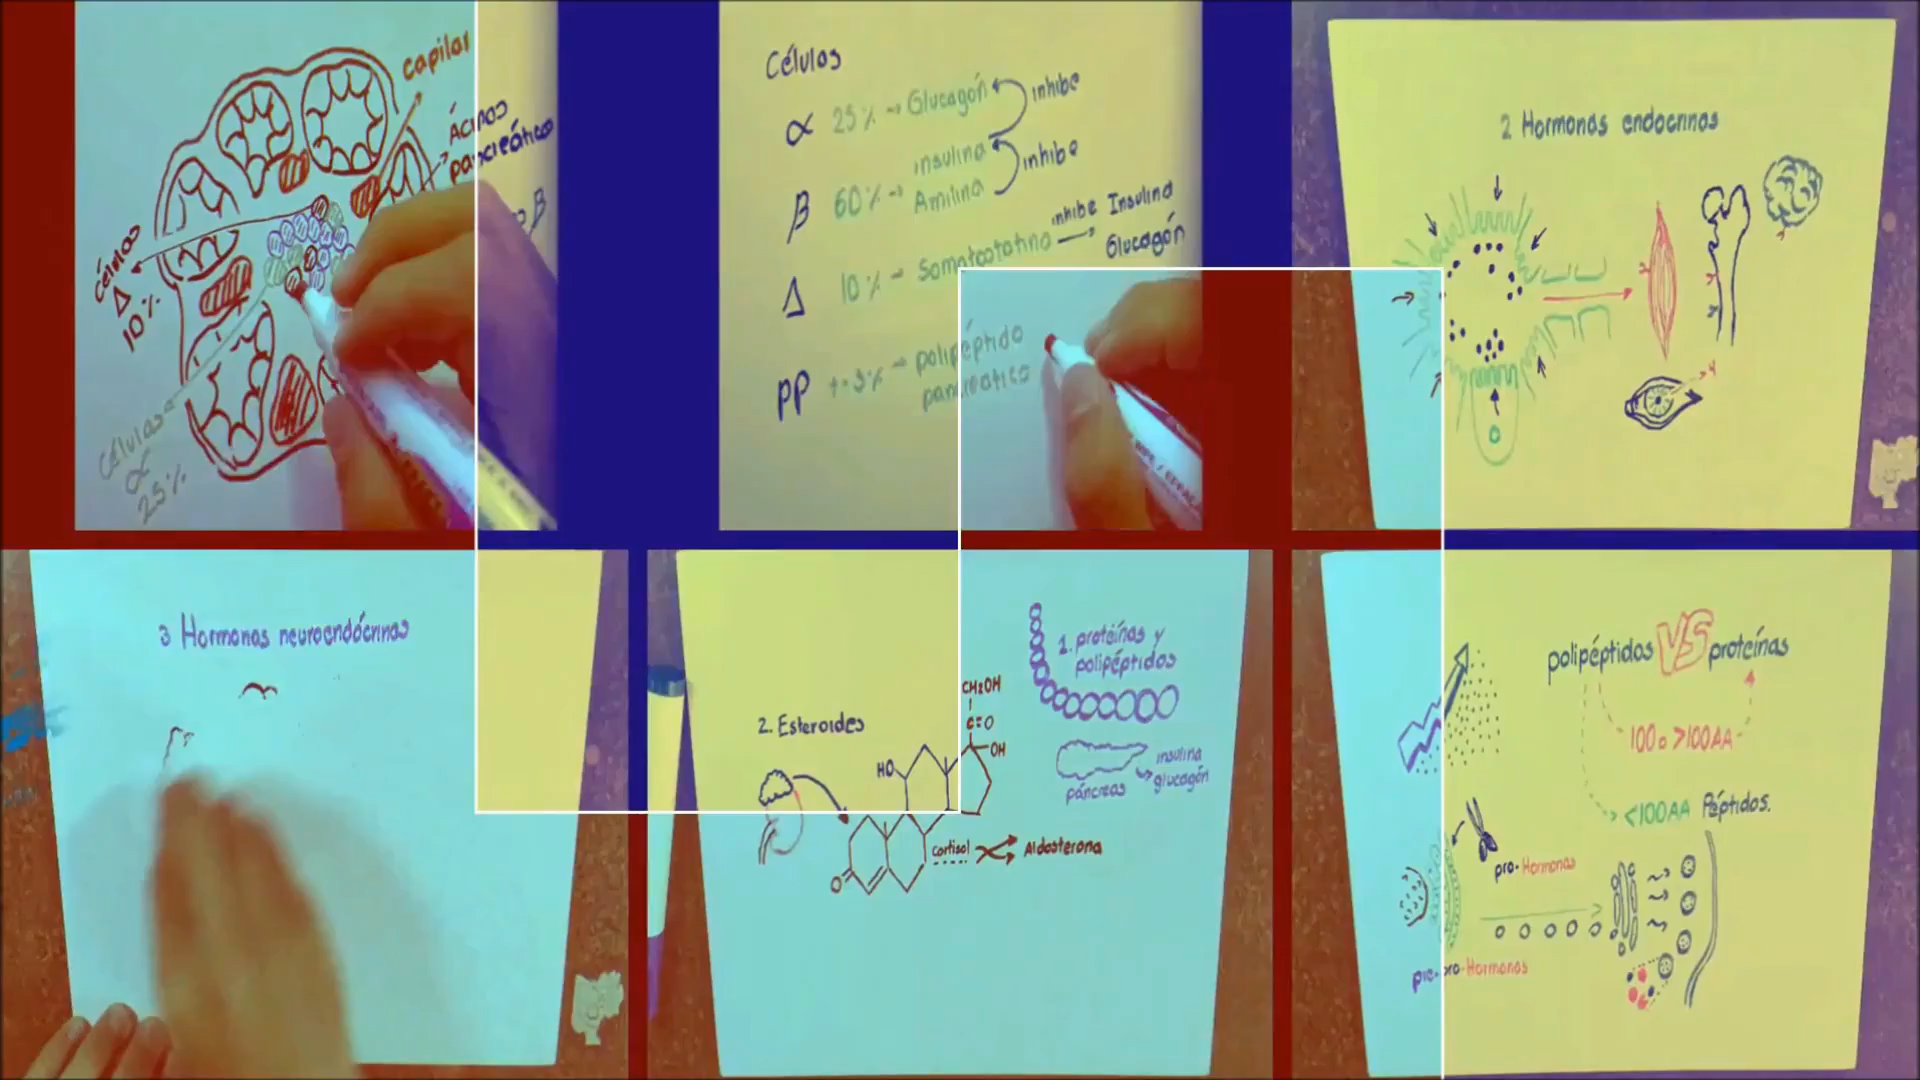 capilar
Ácinos
pancreático
β
Células
Δ
10%
Células
α
25%
Células
α 25% → Glucagón inhibe
β 60% → insulina inhibe
Amilina
Δ 10% → Somatostatina inhibe Insulina
Glucagón
PP polipéptido
pancreatico
2 Hormonas endocrinas
3 Hormonas neuroendócrinas
1. proteínas y
polipéptidos
insulina
páncreas glucagón
2. Esteroides
CH2OH
C=O
OH
HO
O
Cortisol Aldosterona
polipéptidos VS proteínas
100 o >100AA
<100AA Péptidos.
pro-Hormonas
pre-pro-Hormonas